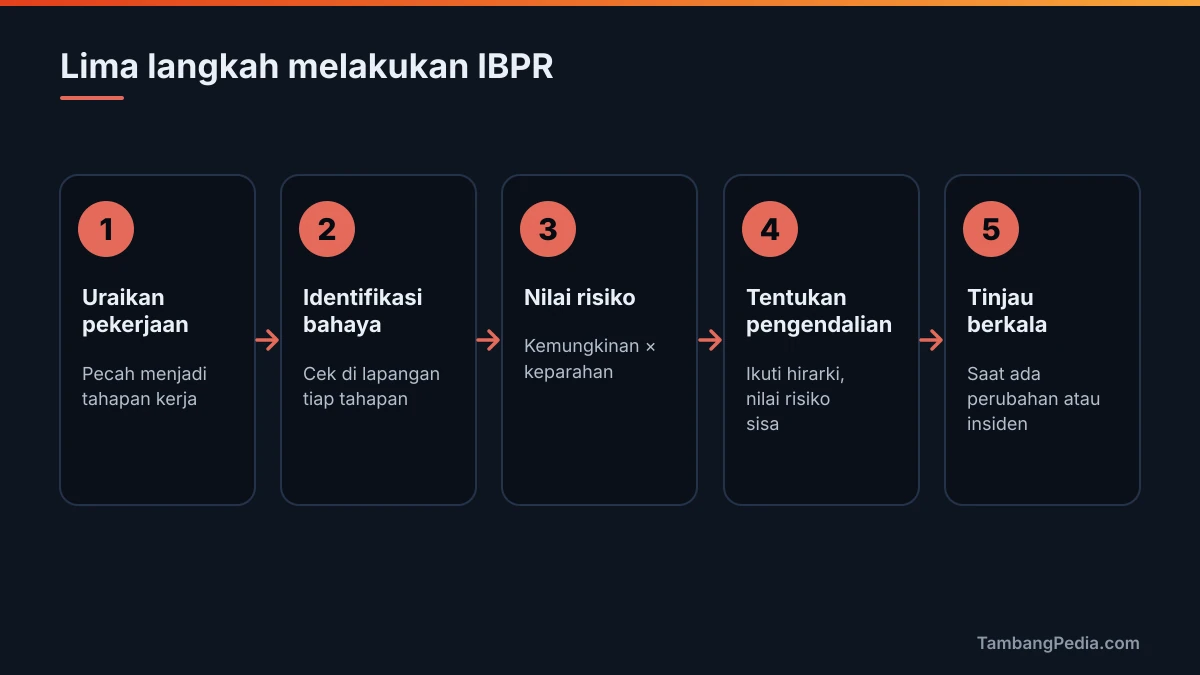 Lima langkah melakukan IBPR
1
Uraikan
pekerjaan
Pecah menjadi
tahapan kerja
2
Identifikasi
bahaya
Cek di lapangan
tiap tahapan
3
Nilai risiko
Kemungkinan ×
keparahan
4
Tentukan
pengendalian
Ikuti hirarki,
nilai risiko
sisa
5
Tinjau
berkala
Saat ada
perubahan atau
insiden
TambangPedia.com